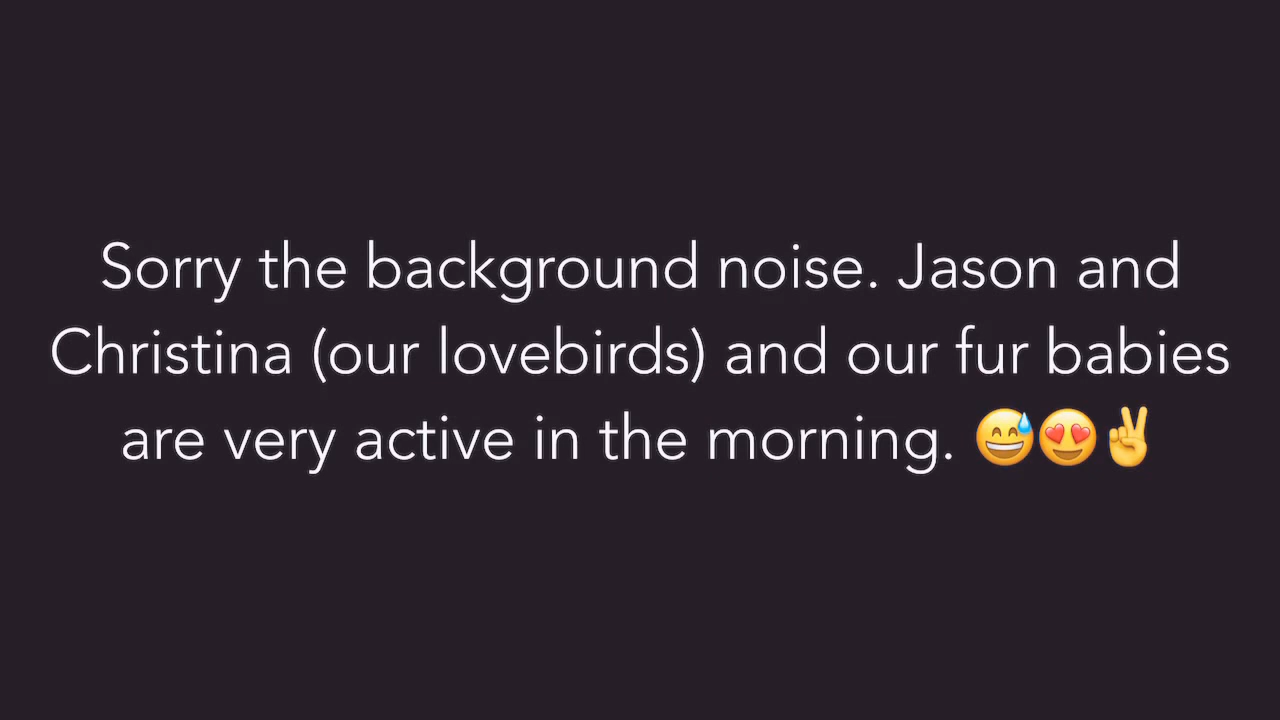 Sorry the background noise. Jason and
Christina (our lovebirds) and our fur babies
are very active in the morning. 😅😍✌️